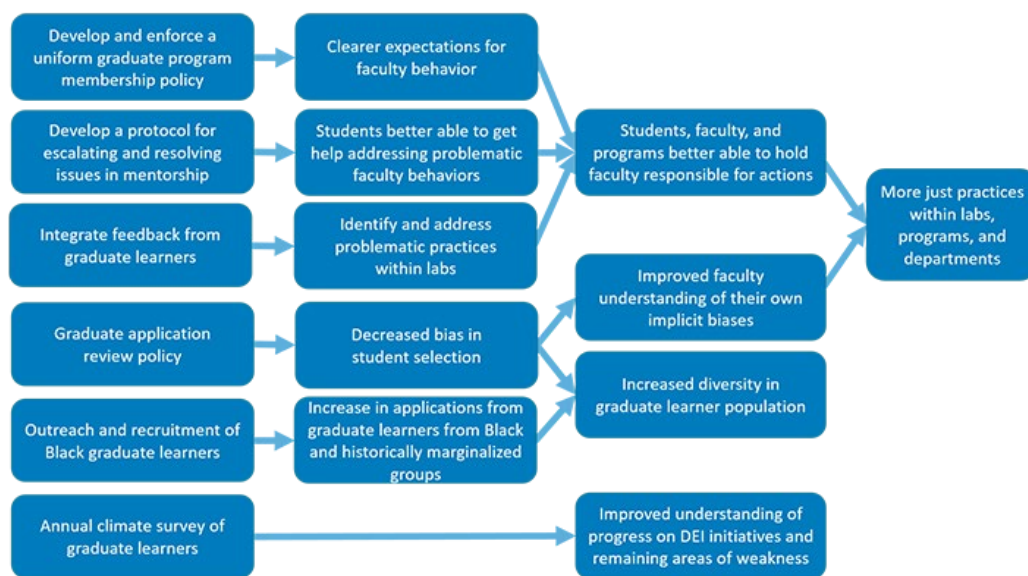 Develop and enforce a
uniform graduate program
membership policy
Clearer expectations for
faculty behavior
Develop a protocol for
escalating and resolving
issues in mentorship
Students better able to get
help addressing problematic
faculty behaviors
Students, faculty, and
programs better able to hold
faculty responsible for actions
More just practices
within labs,
programs, and
departments
Integrate feedback from
graduate learners
Identify and address
problematic practices
within labs
Improved faculty
understanding of their own
implicit biases
Graduate application
review policy
Decreased bias in
student selection
Increased diversity in
graduate learner population
Outreach and recruitment of
Black graduate learners
Increase in applications from
graduate learners from Black
and historically marginalized
groups
Annual climate survey of
graduate learners
Improved understanding of
progress on DEI initiatives and
remaining areas of weakness